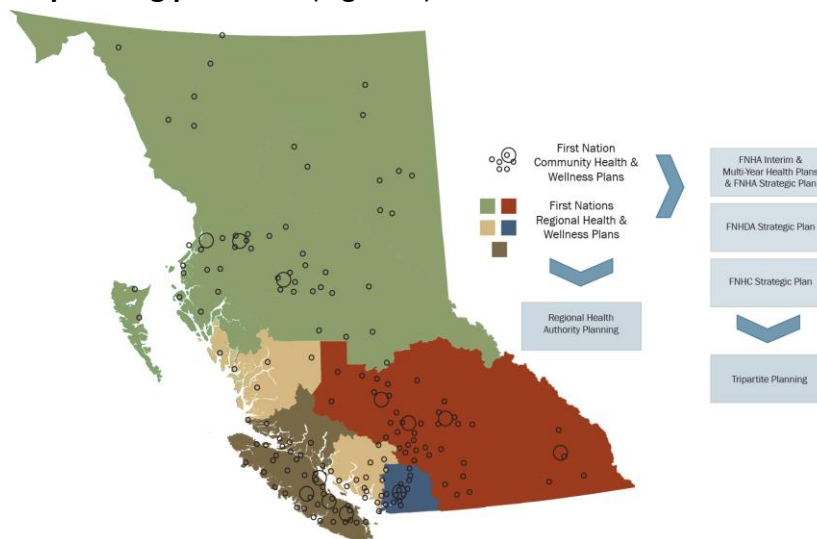 First Nation
Community Health &
Wellness Plans
First Nations
Regional Health &
Wellness Plans
Regional Health
Authority Planning
FNHA Interim &
Multi-Year Health Plans
& FNHA Strategic Plan
FNHDA Strategic Plan
FNHC Strategic Plan
Tripartite Planning